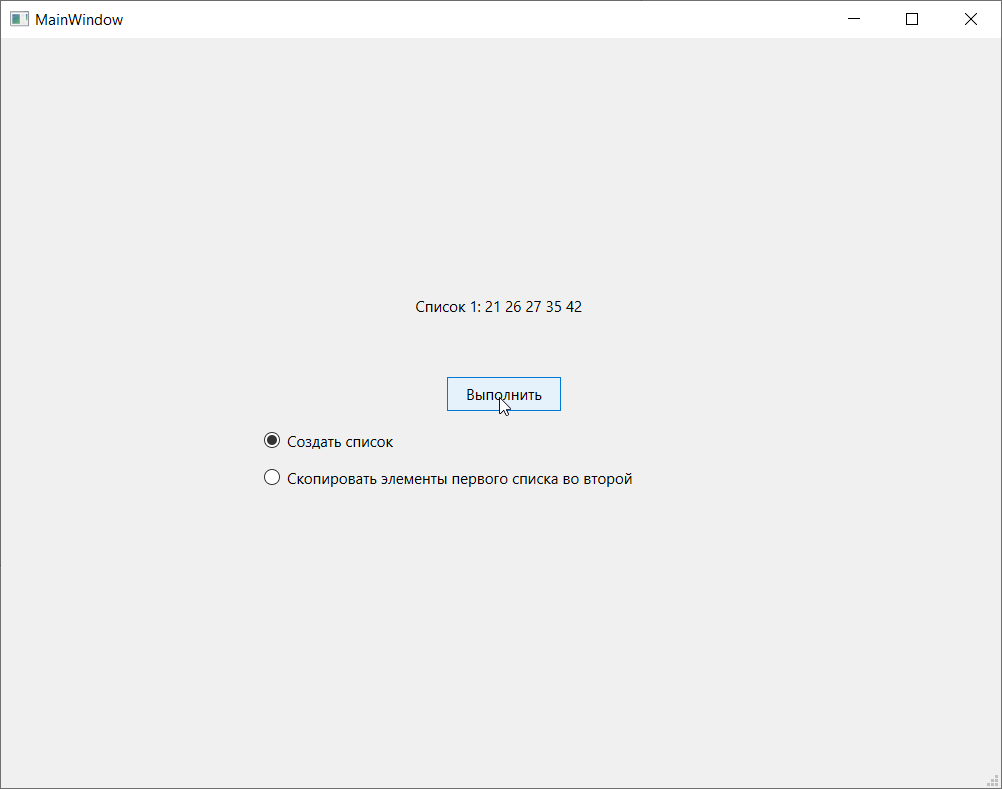 MainWindow
Список 1: 21 26 27 35 42
Выполнить
Создать список
Скопировать элементы первого списка во второй